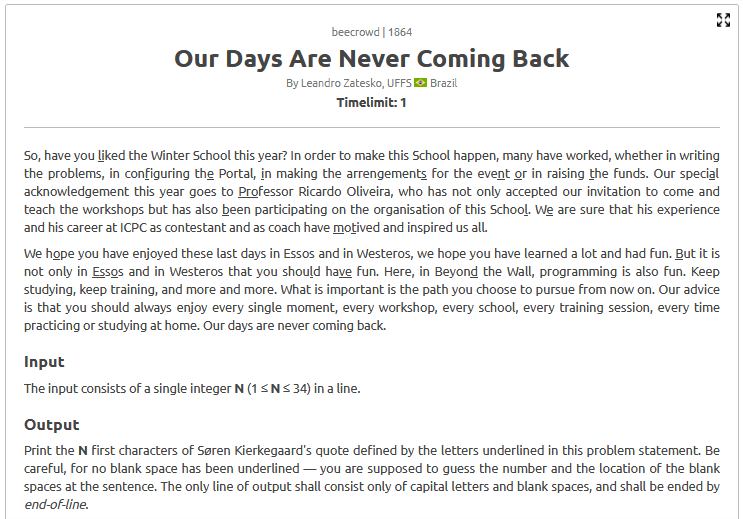 beecrowd | 1864
Our Days Are Never Coming Back
By Leandro Zatesko, UFFS Brazil
Timelimit: 1
So, have you liked the Winter School this year? In order to make this School happen, many have worked, whether in writing
the problems, in configuring the Portal, in making the arrengements for the event or in raising the funds. Our special
acknowledgement this year goes to Professor Ricardo Oliveira, who has not only accepted our invitation to come and
teach the workshops but has also been participating on the organisation of this School. We are sure that his experience
and his career at ICPC as contestant and as coach have motived and inspired us all.
We hope you have enjoyed these last days in Essos and in Westeros, we hope you have learned a lot and had fun. But it is
not only in Essos and in Westeros that you should have fun. Here, in Beyond the Wall, programming is also fun. Keep
studying, keep training, and more and more. What is important is the path you choose to pursue from now on. Our advice
is that you should always enjoy every single moment, every workshop, every school, every training session, every time
practicing or studying at home. Our days are never coming back.
Input
The input consists of a single integer N (1 ≤ N ≤ 34) in a line.
Output
Print the N first characters of Søren Kierkegaard's quote defined by the letters underlined in this problem statement. Be
careful, for no blank space has been underlined — you are supposed to guess the number and the location of the blank
spaces at the sentence. The only line of output shall consist only of capital letters and blank spaces, and shall be ended by
end-of-line.